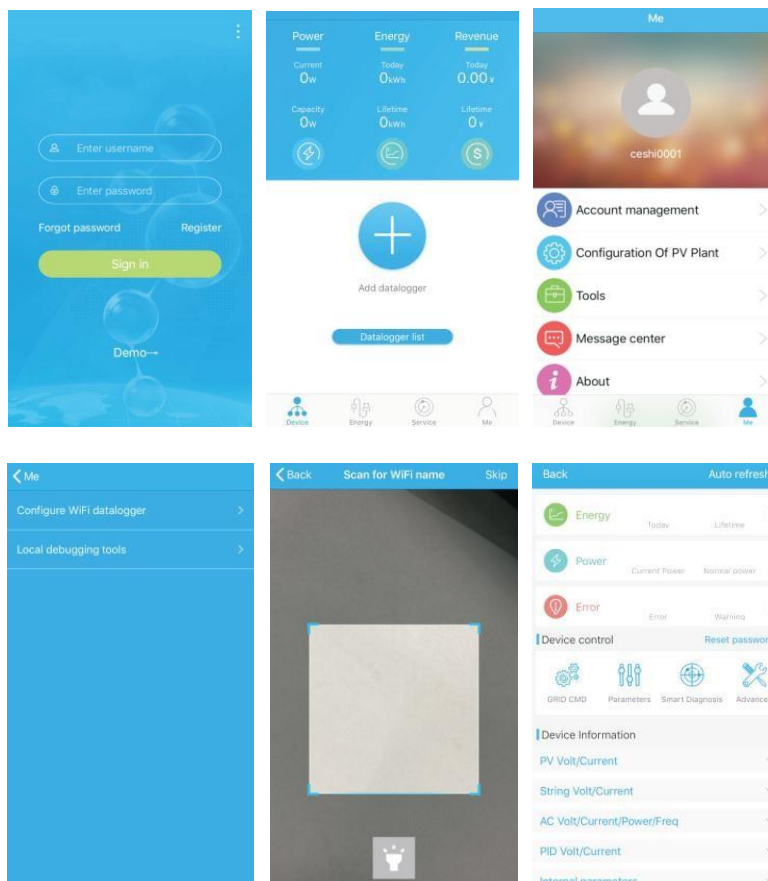 Enter username
Enter password
Forgot password Register
Sign in
Demo→
Power Energy Revenue
Current Today Today
0w 0kWh 0.00¥
Capacity Lifetime Lifetime
0w 0kWh 0¥
Add datalogger
Datalogger list
Device Energy Service Me
Me
ceshi0001
Account management
Configuration Of PV Plant
Tools
Message center
About
Device Energy Service Me
Me
Configure WiFi datalogger
Local debugging tools
Back Scan for WiFi name Skip
Back Auto refresh
Energy
Today Lifetime
Power
Current Power Normal power
Error
Error Warning
Device control Reset passwor
GRID CMD Parameters Smart Diagnosis Advance
Device Information
PV Volt/Current
String Volt/Current
AC Volt/Current/Power/Freq
PID Volt/Current
Internal parameters